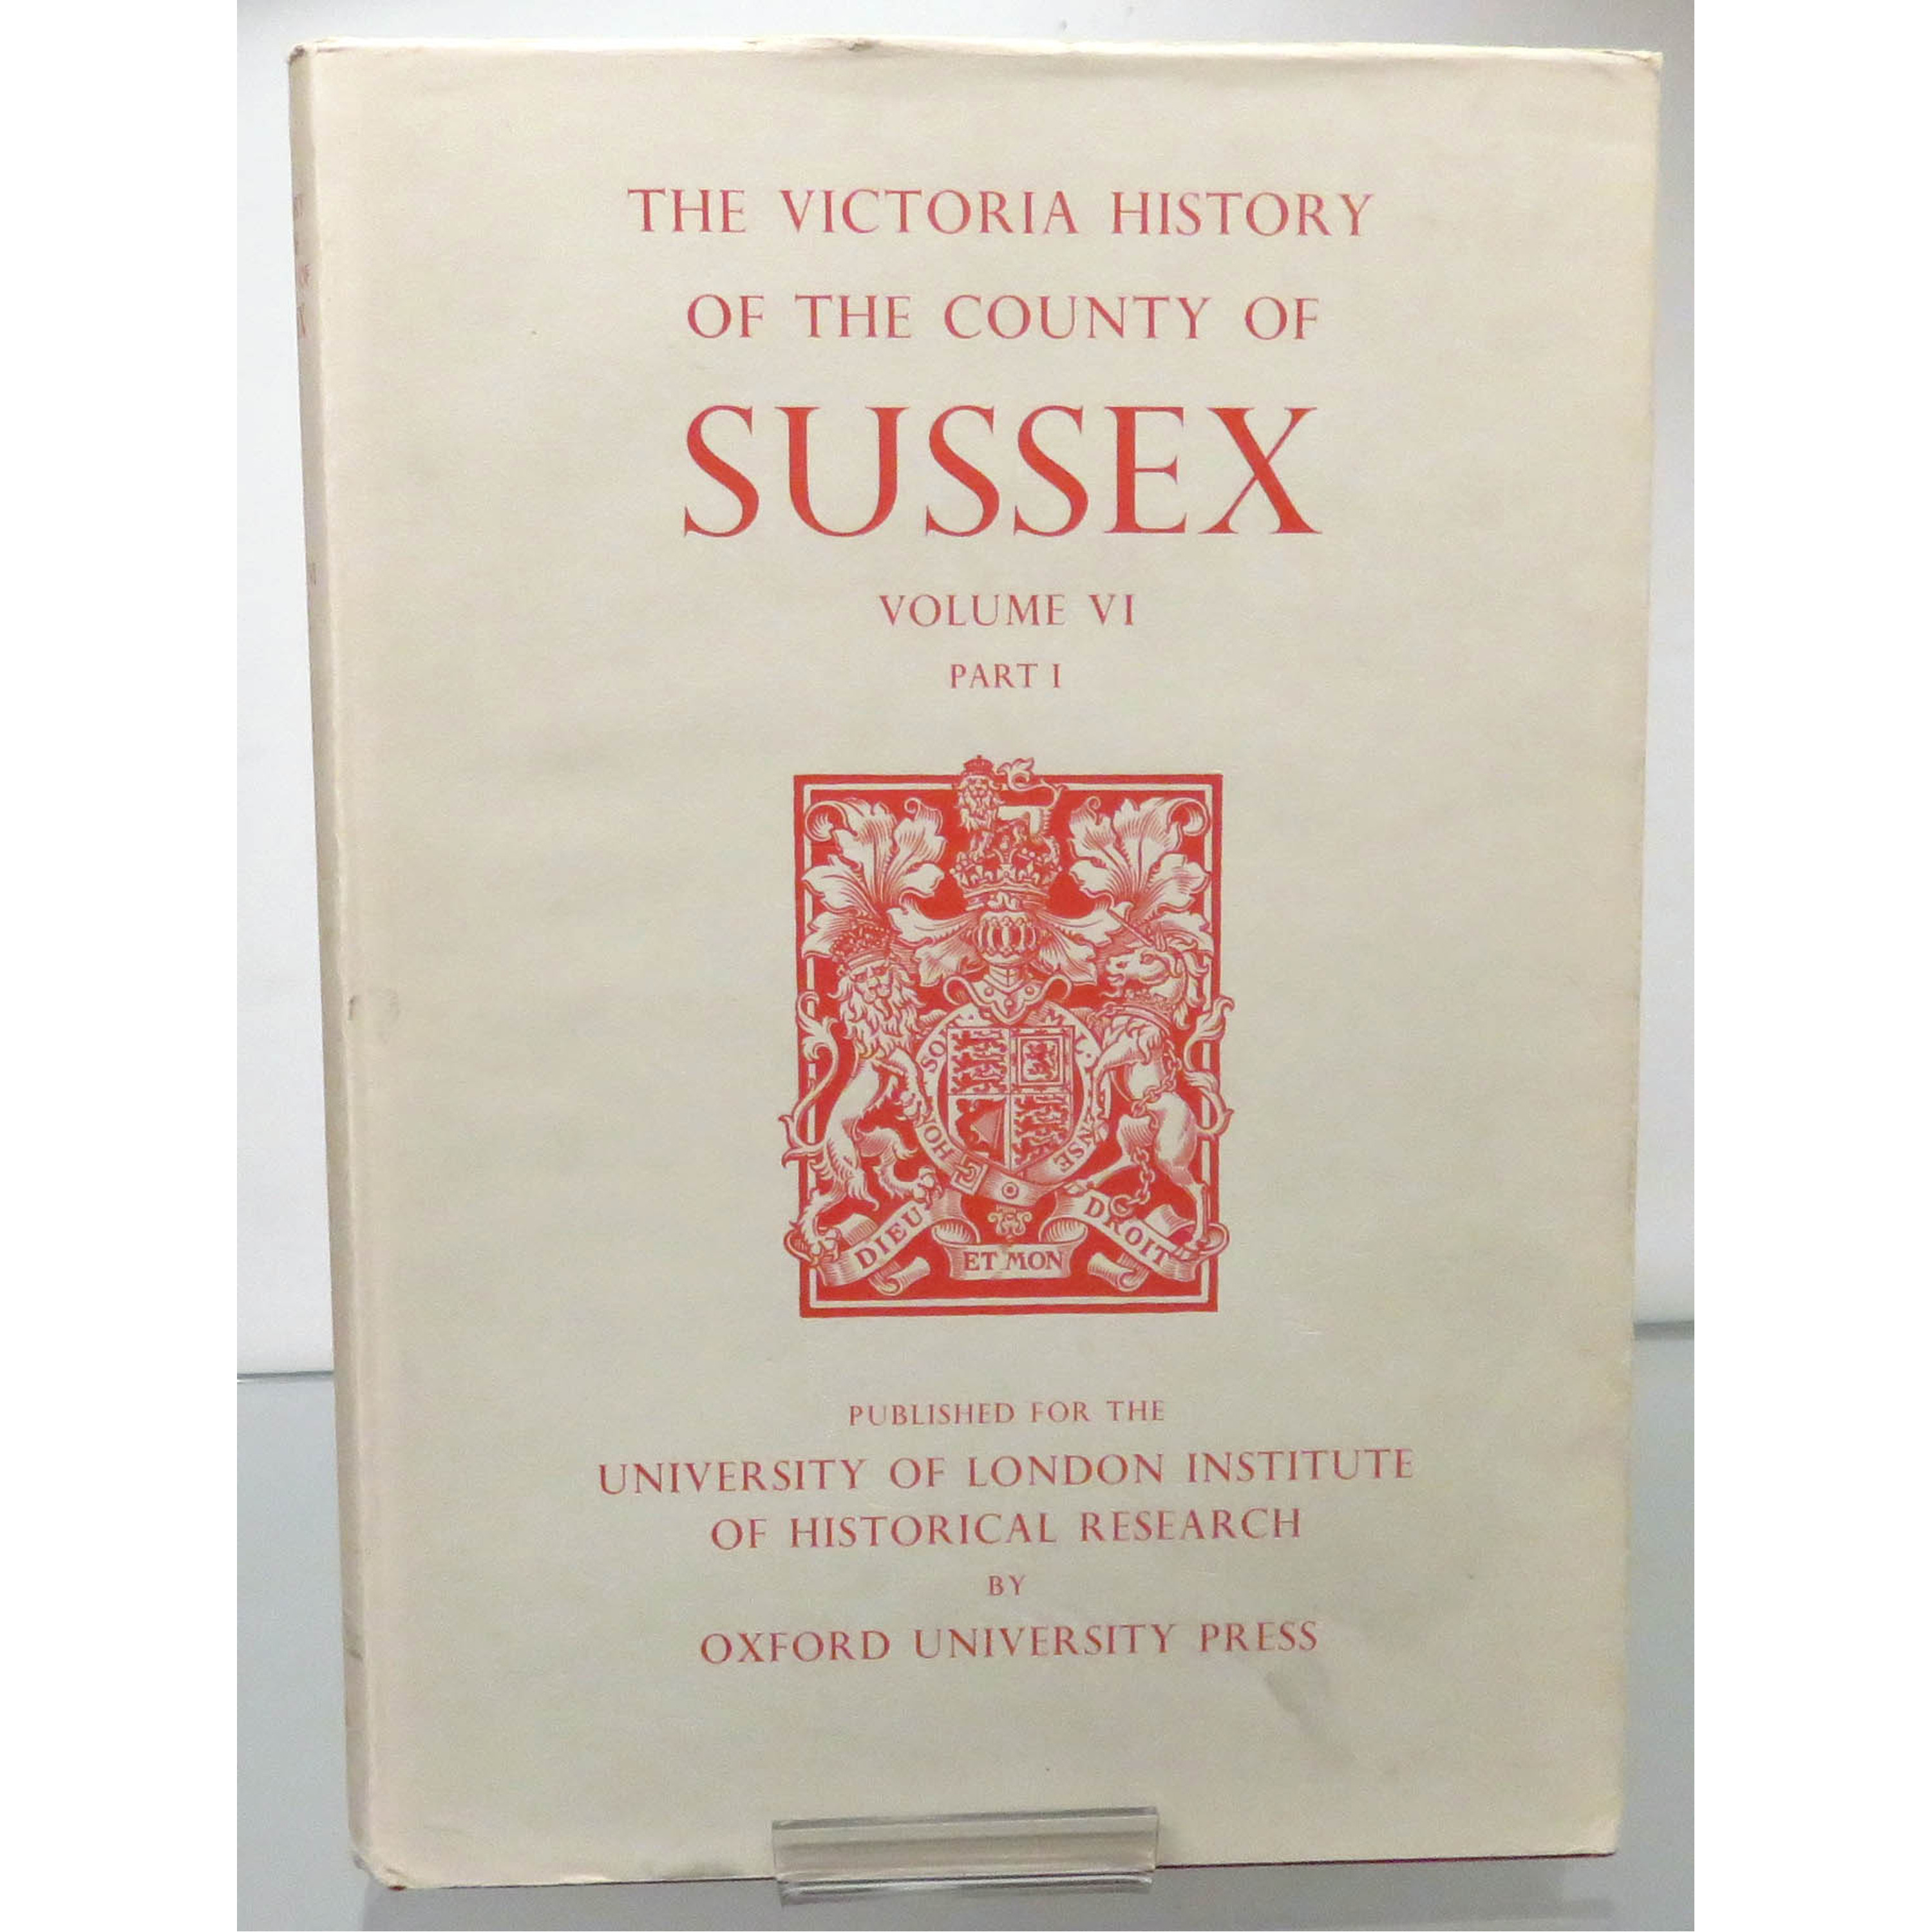 THE VICTORIA HISTORY
OF THE COUNTY OF
SUSSEX
VOLUME VI
PART I
DIEU ET MON DROIT
PUBLISHED FOR THE
UNIVERSITY OF LONDON INSTITUTE
OF HISTORICAL RESEARCH
BY
OXFORD UNIVERSITY PRESS